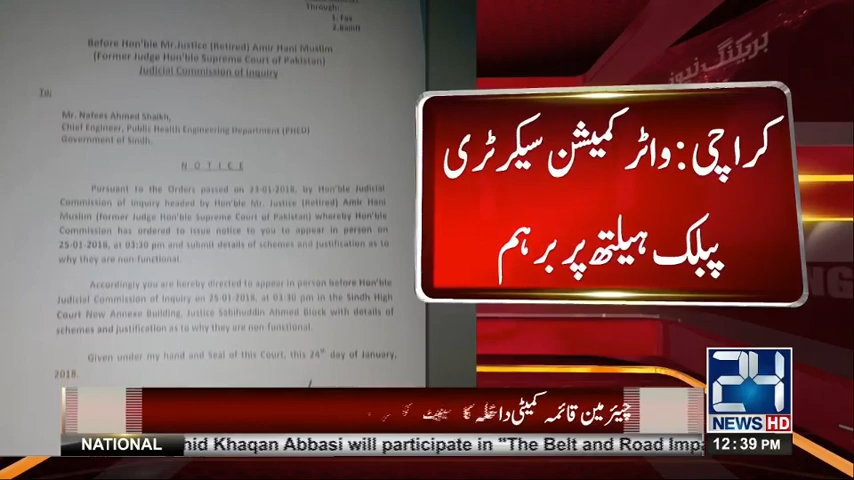 Through:
1. Fax
2.Bailiff
Before Hon'ble Mr.Justice (Retired) Amir Hani Muslim
(Former Judge Hon'ble Supreme Court of Pakistan)
Judicial Commission of Inquiry
To:
Mr. Nafees Ahmed Shaikh,
Chief Engineer, Public Health Engineering Department (PHED)
Government of Sindh.
N O T I C E
Pursuant to the Orders passed on 23-01-2018, by Hon'ble Judicial
Commission of Inquiry headed by Hon'ble Mr. Justice (Retired) Amir Hani
Muslim (former Judge Hon'ble Supreme Court of Pakistan) whereby Hon'ble
Commission has ordered to issue notice to you to appear in person on
25-01-2018, at 03:30 pm and submit details of schemes and justification as to
why they are non-functional.
Accordingly you are hereby directed to appear in person before Hon'ble
Judicial Commission of Inquiry on 25-01-2018, at 03:30 pm in the Sindh High
Court New Annexe Building, Justice Sabihuddin Ahmed Block with details of
schemes and justification as to why they are non-functional.
Given under my hand and Seal of this Court, this 24th day of January,
2018.
بریکنگ نیوز
کراچی: واٹر کمیشن سیکرٹری
پبلک ہیلتھ پر برہم
چیئرمین قائمہ کمیٹی داخلہ کا
24
NEWS HD
NATIONAL
hid Khaqan Abbasi will participate in "The Belt and Road Imp
12:39 PM